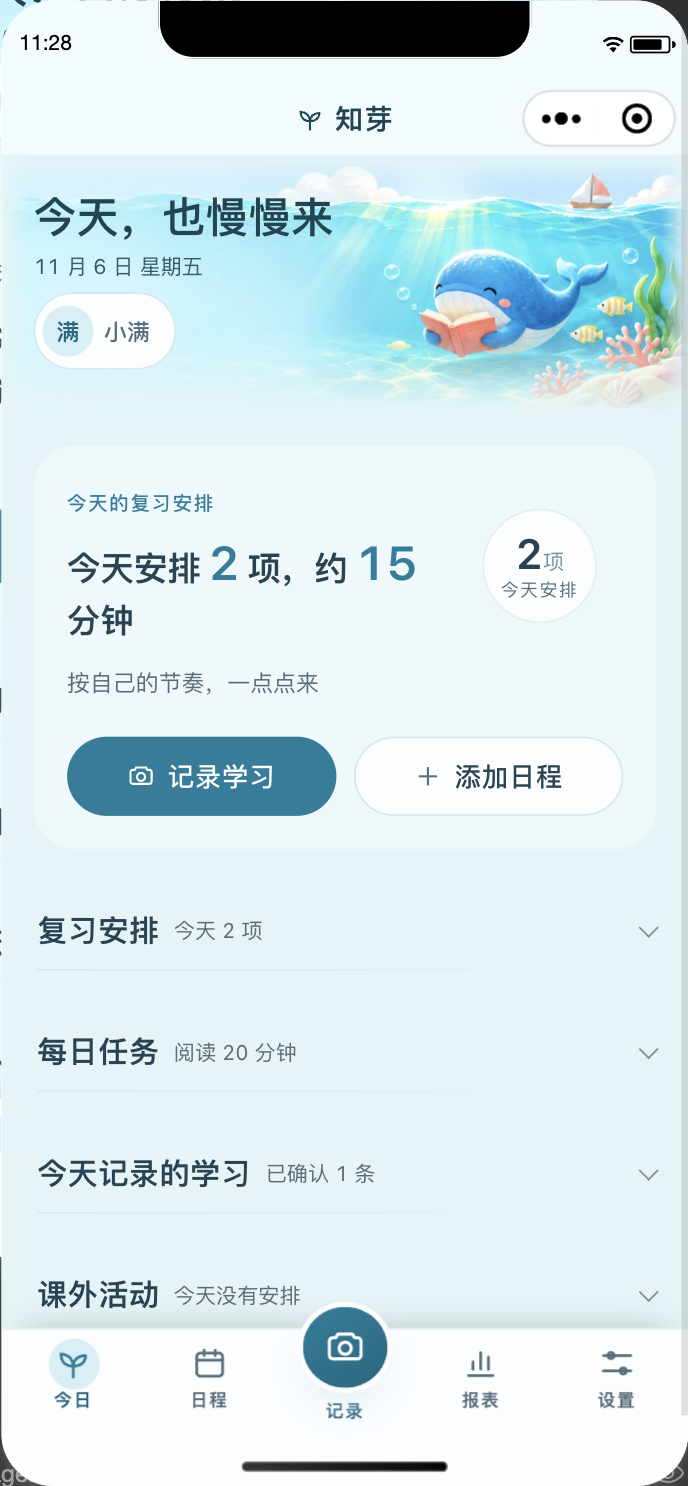 11:28
知芽
今天，也慢慢来
11 月 6 日 星期五
满 小满
今天的复习安排
今天安排 2 项，约 15
分钟
2项
今天安排
按自己的节奏，一点点来
记录学习
添加日程
复习安排 今天 2 项
每日任务 阅读 20 分钟
今天记录的学习 已确认 1 条
课外活动 今天没有安排
今日 日程 记录 报表 设置